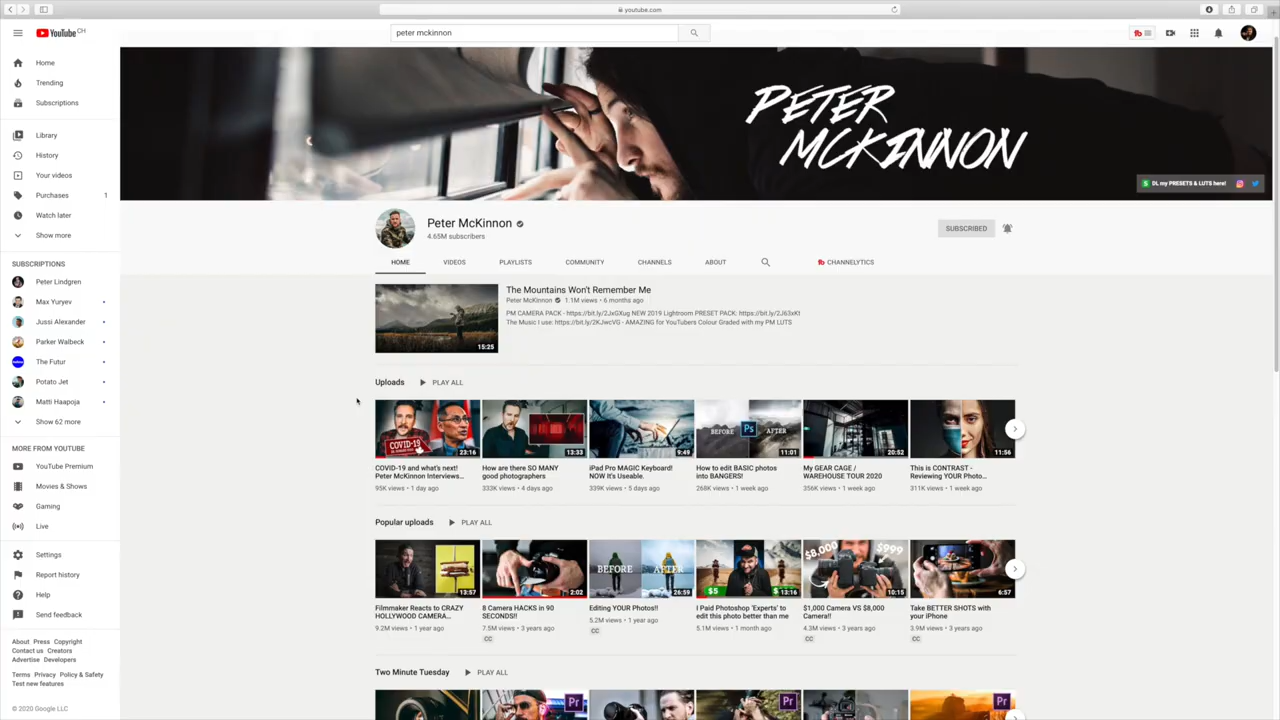 youtube.com
YouTube CH
peter mckinnon
Home
Trending
Subscriptions
Library
History
Your videos
Purchases 1
Watch later
Show more
SUBSCRIPTIONS
Peter Lindgren
Max Yuryev
Jussi Alexander
Parker Walbeck
The Futur
Potato Jet
Matti Haapoja
Show 62 more
MORE FROM YOUTUBE
YouTube Premium
Movies & Shows
Gaming
Live
Settings
Report history
Help
Send feedback
About Press Copyright
Contact us Creators
Advertise Developers
Terms Privacy Policy & Safety
Test new features
© 2020 Google LLC
PETER
MCKINNON
DL my PRESETS & LUTS here!
Peter McKinnon
4.65M subscribers
SUBSCRIBED
HOME VIDEOS PLAYLISTS COMMUNITY CHANNELS ABOUT CHANNELYTICS
15:25
The Mountains Won't Remember Me
Peter McKinnon 1.1M views • 6 months ago
PM CAMERA PACK - https://bit.ly/2JxGXug NEW 2019 Lightroom PRESET PACK: https://bit.ly/2J63xKt
The Music I use: https://bit.ly/2KJwcVG - AMAZING for YouTubers Colour Graded with my PM LUTS
Uploads PLAY ALL
COVID-19 23:16
13:33
9:49
BEFORE Ps AFTER 11:01
20:52
11:56
COVID-19 and what's next! Peter McKinnon Interviews...
95K views • 1 day ago
How are there SO MANY good photographers
333K views • 4 days ago
iPad Pro MAGIC Keyboard! NOW It's Useable.
339K views • 5 days ago
How to edit BASIC photos into BANGERS!
268K views • 1 week ago
My GEAR CAGE / WAREHOUSE TOUR 2020
356K views • 1 week ago
This is CONTRAST - Reviewing YOUR Photo...
311K views • 1 week ago
Popular uploads PLAY ALL
13:57
2:02
BEFORE AFTER 26:59
$5 13:16
$8,000 $999 10:15
6:57
Filmmaker Reacts to CRAZY HOLLYWOOD CAMERA...
9.2M views • 1 year ago
8 Camera HACKS in 90 SECONDS!!
7.5M views • 3 years ago
CC
Editing YOUR Photos!!
5.2M views • 1 year ago
CC
I Paid Photoshop 'Experts' to edit this photo better than me
5.1M views • 1 month ago
$1,000 Camera VS $8,000 Camera!!
4.3M views • 3 years ago
CC
Take BETTER SHOTS with your iPhone
3.9M views • 3 years ago
CC
Two Minute Tuesday PLAY ALL
Pr
Pr
Pr